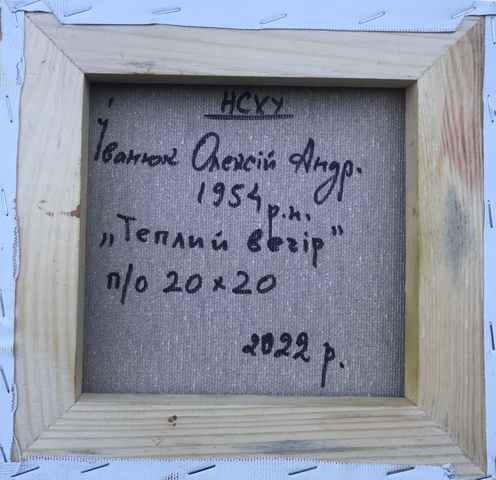 НСХУ
Іванюк Олексій Андр.
1954 р.н.
„Теплий вечір"
п/о 20 x 20
2022 р.